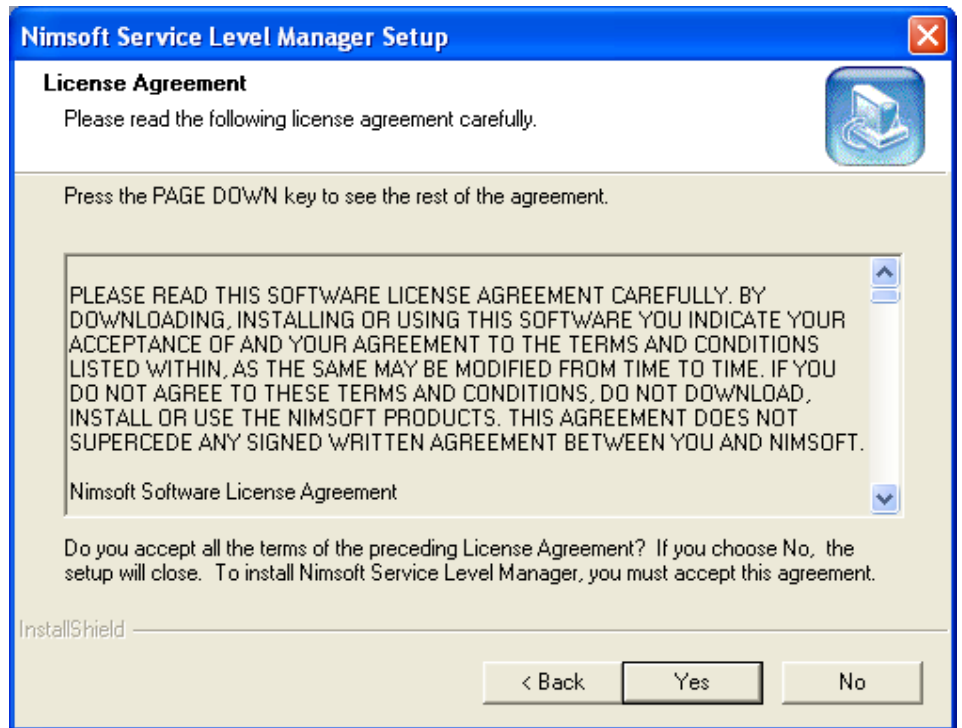 Nimsoft Service Level Manager Setup
License Agreement
Please read the following license agreement carefully.
Press the PAGE DOWN key to see the rest of the agreement.
PLEASE READ THIS SOFTWARE LICENSE AGREEMENT CAREFULLY. BY
DOWNLOADING, INSTALLING OR USING THIS SOFTWARE YOU INDICATE YOUR
ACCEPTANCE OF AND YOUR AGREEMENT TO THE TERMS AND CONDITIONS
LISTED WITHIN, AS THE SAME MAY BE MODIFIED FROM TIME TO TIME. IF YOU
DO NOT AGREE TO THESE TERMS AND CONDITIONS, DO NOT DOWNLOAD,
INSTALL OR USE THE NIMSOFT PRODUCTS. THIS AGREEMENT DOES NOT
SUPERCEDE ANY SIGNED WRITTEN AGREEMENT BETWEEN YOU AND NIMSOFT.
Nimsoft Software License Agreement
Do you accept all the terms of the preceding License Agreement?  If you choose No,  the
setup will close.  To install Nimsoft Service Level Manager, you must accept this agreement.
InstallShield
< Back
Yes
No